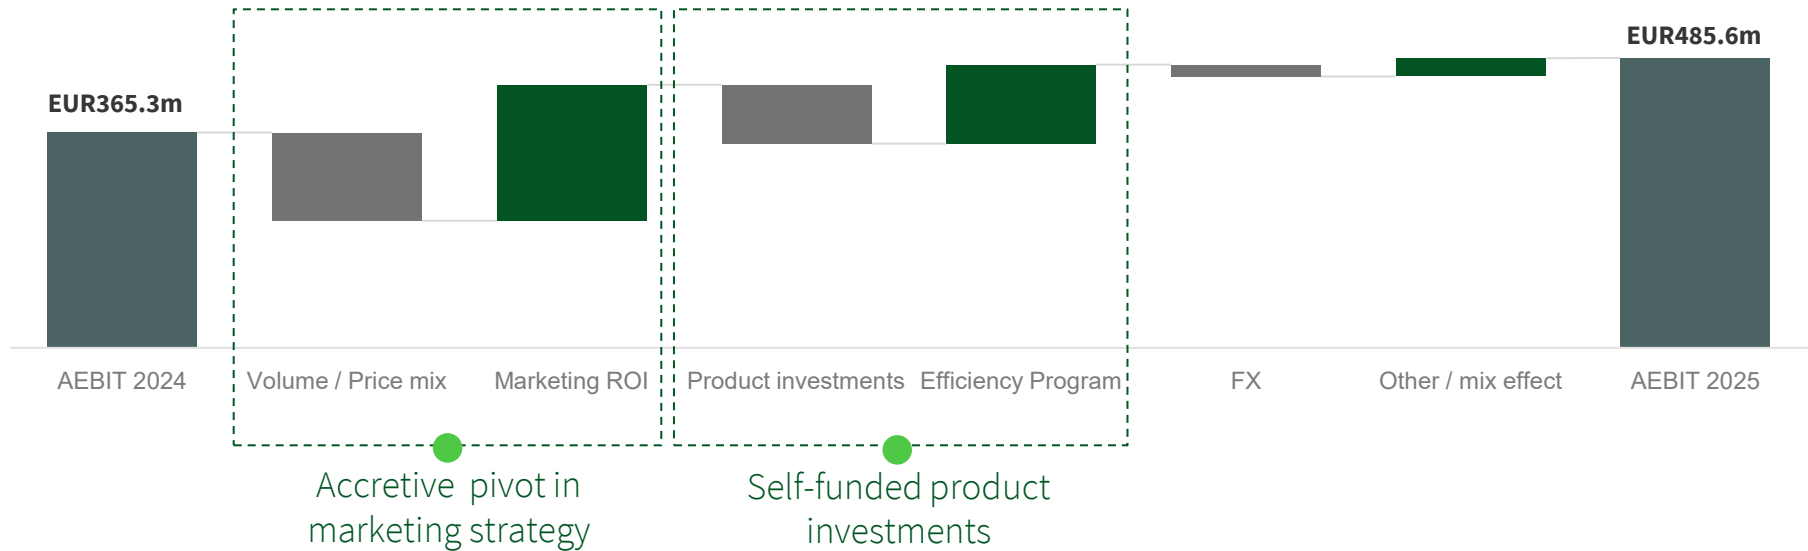 EUR485.6m
EUR365.3m
AEBIT 2024
Volume / Price mix
Marketing ROI
Product investments
Efficiency Program
FX
Other / mix effect
AEBIT 2025
Accretive  pivot in
marketing strategy
Self-funded product
investments